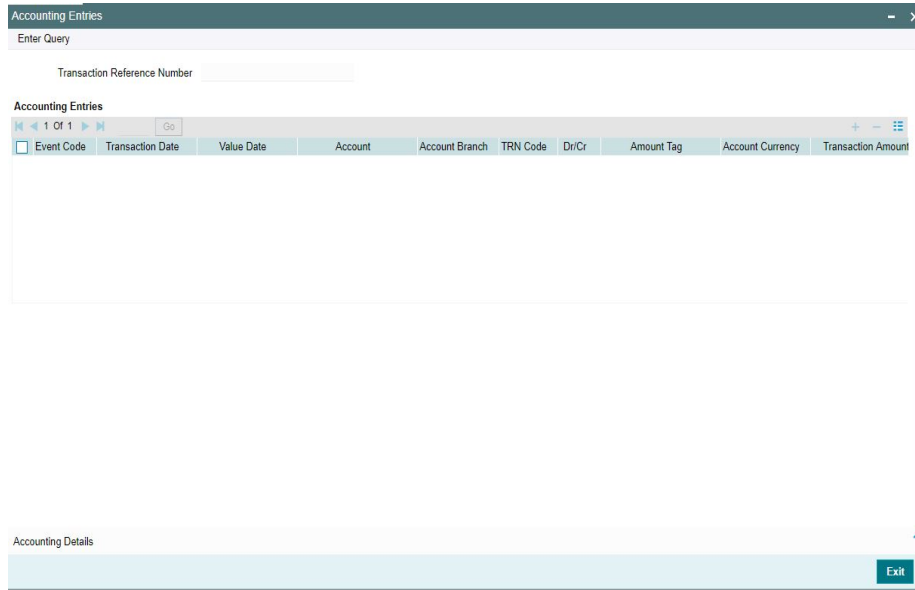 Accounting Entries
Enter Query
Transaction Reference Number
Accounting Entries
1 Of 1 Go
Event Code Transaction Date Value Date Account Account Branch TRN Code Dr/Cr Amount Tag Account Currency Transaction Amount
Accounting Details
Exit